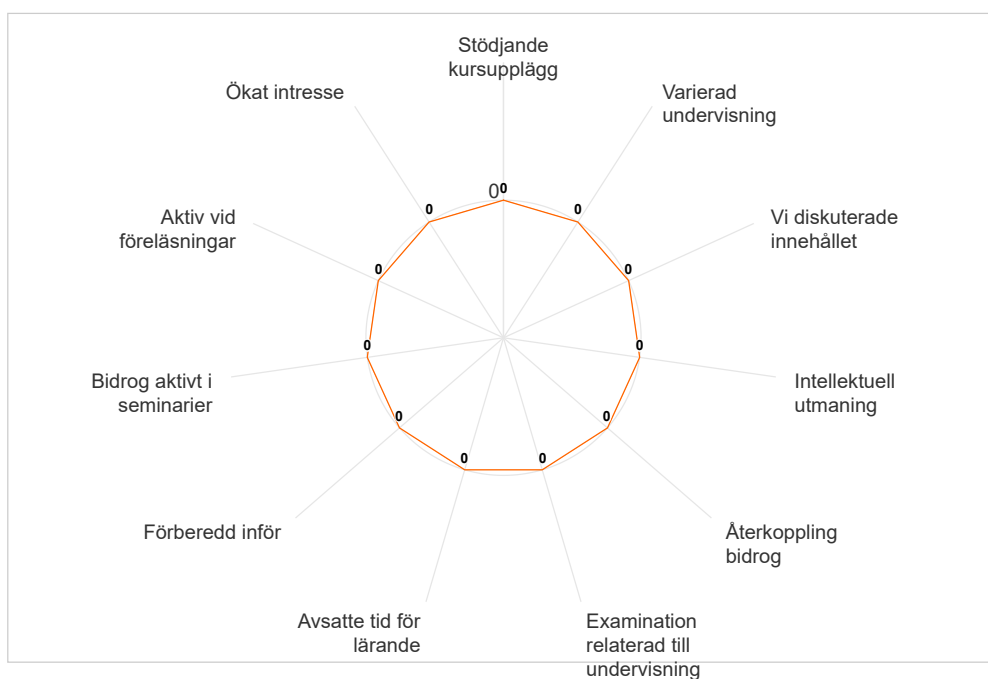 Stödjande
kursupplägg
Ökat intresse
Varierad
undervisning
0
0
0
0
Aktiv vid
föreläsningar
Vi diskuterade
innehållet
0
0
0
0
Bidrog aktivt i
seminarier
Intellektuell
utmaning
0
0
0
0
Förberedd inför
Återkoppling
bidrog
Avsatte tid för
lärande
Examination
relaterad till
undervisning